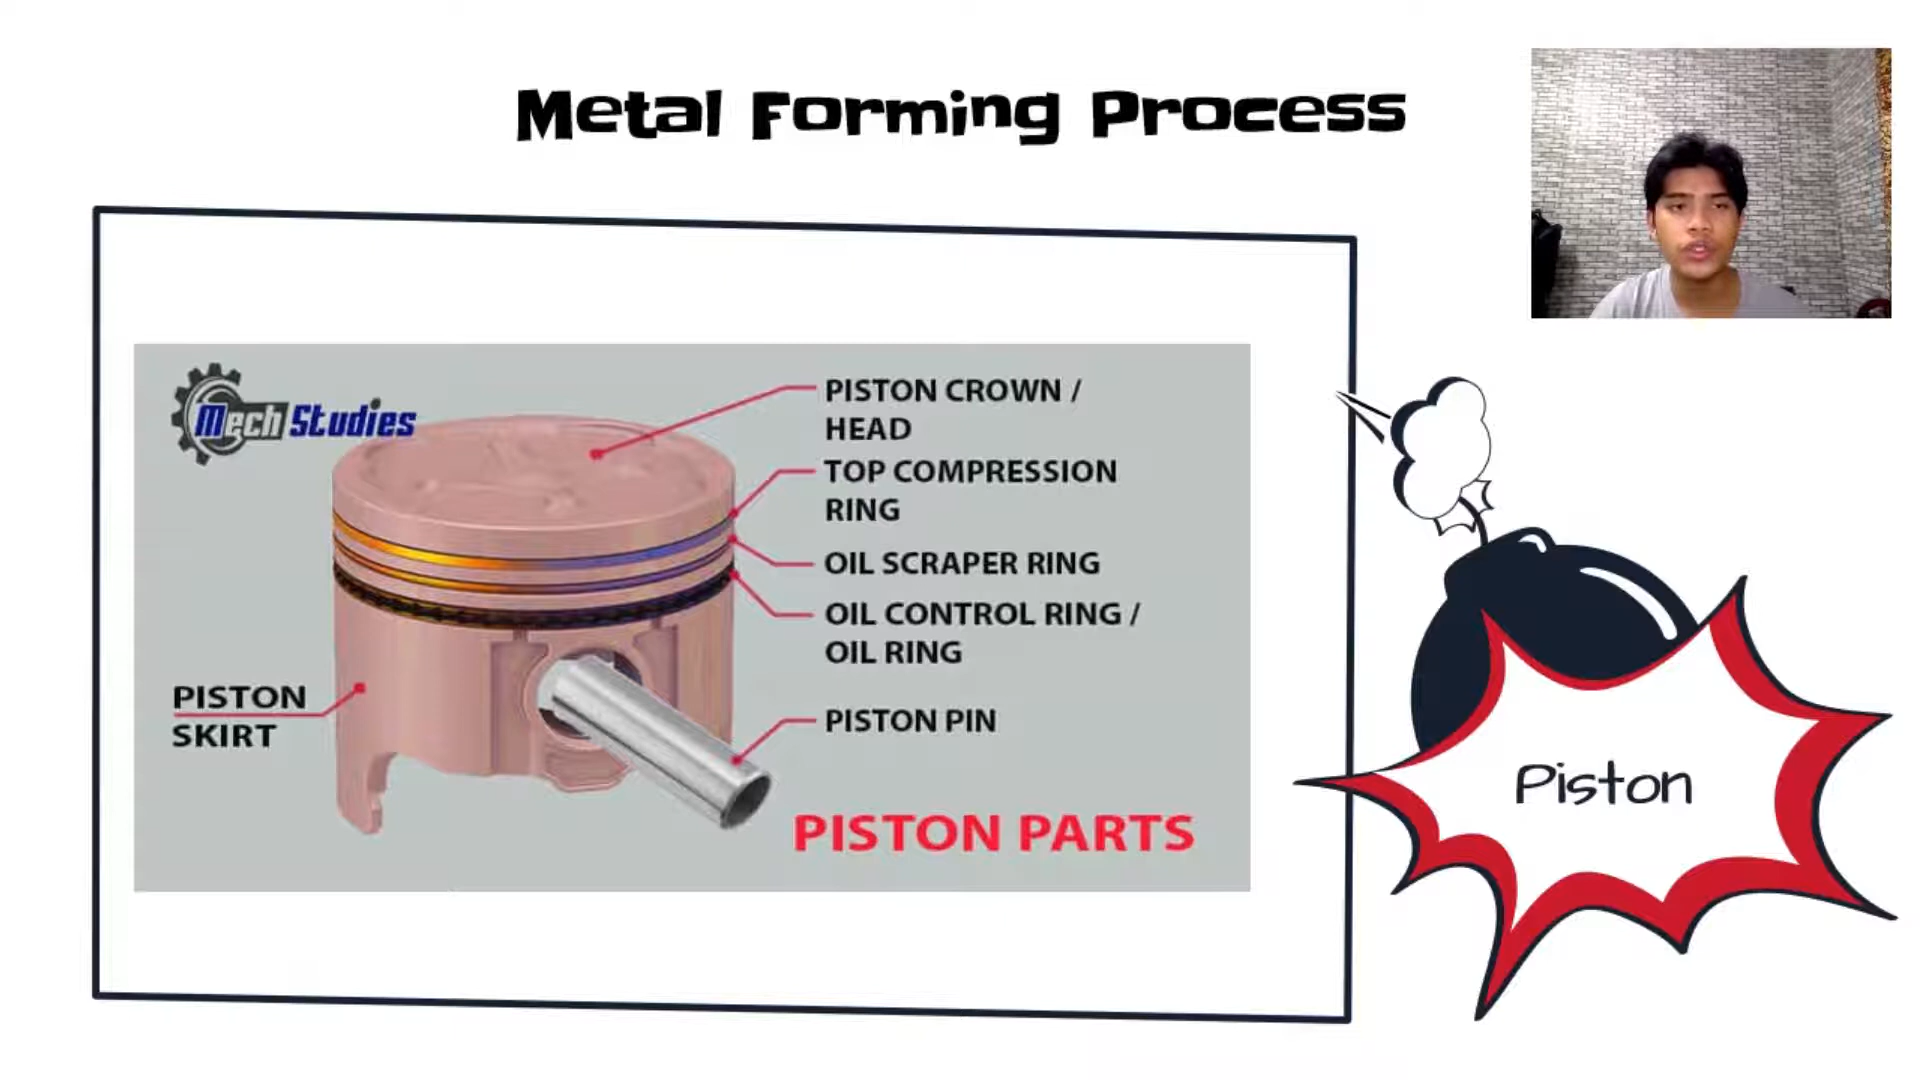 Metal Forming Process
Mech Studies
PISTON CROWN /
HEAD
TOP COMPRESSION
RING
OIL SCRAPER RING
OIL CONTROL RING /
OIL RING
PISTON
SKIRT
PISTON PIN
PISTON PARTS
Piston